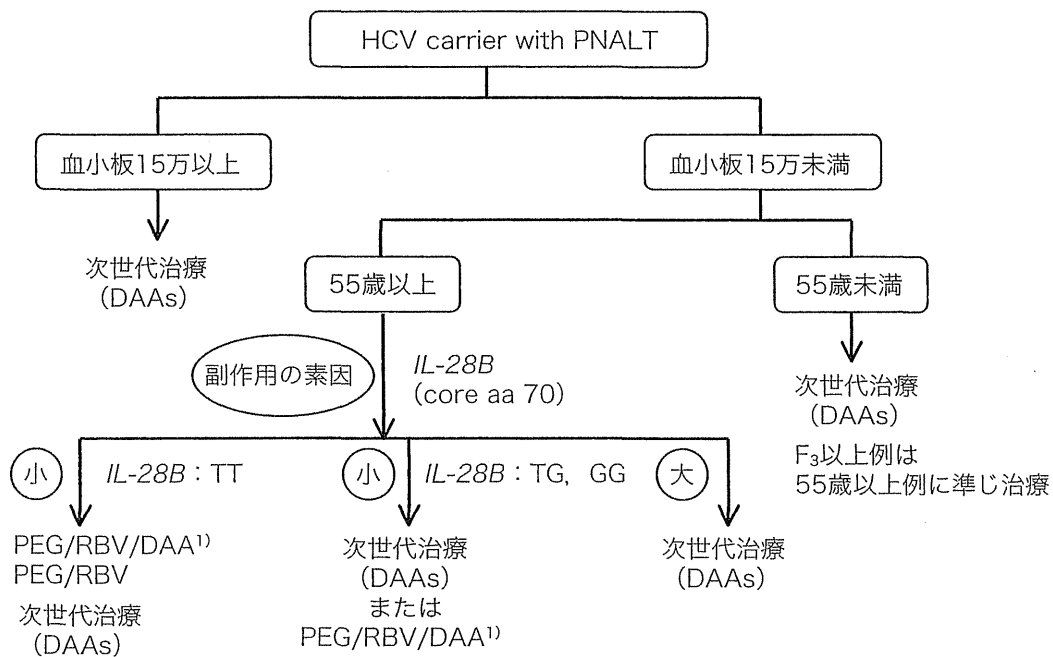 HCV carrier with PNALT
血小板15万以上
血小板15万未満
次世代治療
(DAAs)
55歳以上
55歳未満
副作用の素因
IL-28B
(core aa 70)
次世代治療
(DAAs)
F₃以上例は
55歳以上例に準じ治療
小
IL-28B:TT
小
IL-28B:TG, GG
大
PEG/RBV/DAA¹⁾
PEG/RBV
次世代治療
(DAAs)
次世代治療
(DAAs)
または
PEG/RBV/DAA¹⁾
次世代治療
(DAAs)